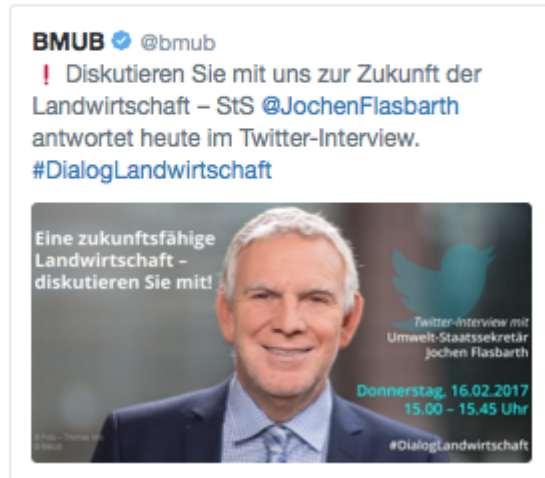 BMUB @bmub
❗ Diskutieren Sie mit uns zur Zukunft der
Landwirtschaft – StS @JochenFlasbarth
antwortet heute im Twitter-Interview.
#DialogLandwirtschaft
Eine zukunftsfähige
Landwirtschaft –
diskutieren Sie mit!
Twitter-Interview mit
Umwelt-Staatssekretär
Jochen Flasbarth
Donnerstag, 16.02.2017
15.00 – 15.45 Uhr
#DialogLandwirtschaft
© BMUB